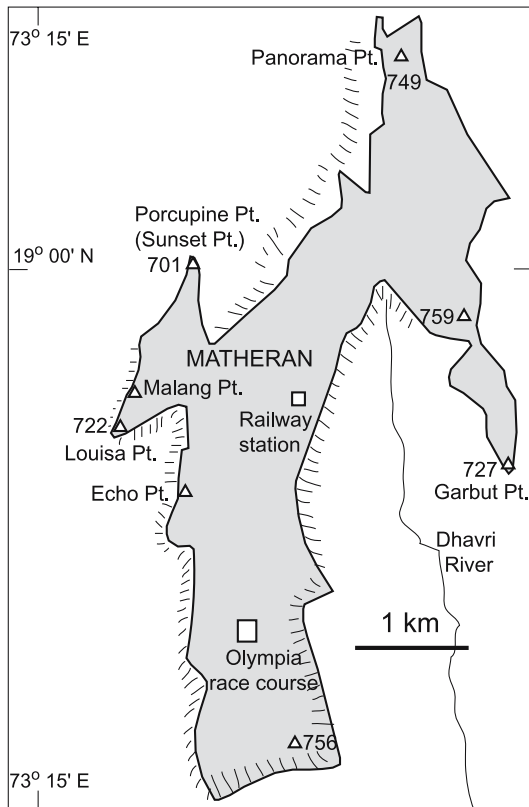 73° 15' E
Panorama Pt.
749
Porcupine Pt.
(Sunset Pt.)
19° 00' N
701
759
MATHERAN
Malang Pt.
722
Railway
station
Louisa Pt.
727
Garbut Pt.
Echo Pt.
Dhavri
River
1 km
Olympia
race course
756
73° 15' E